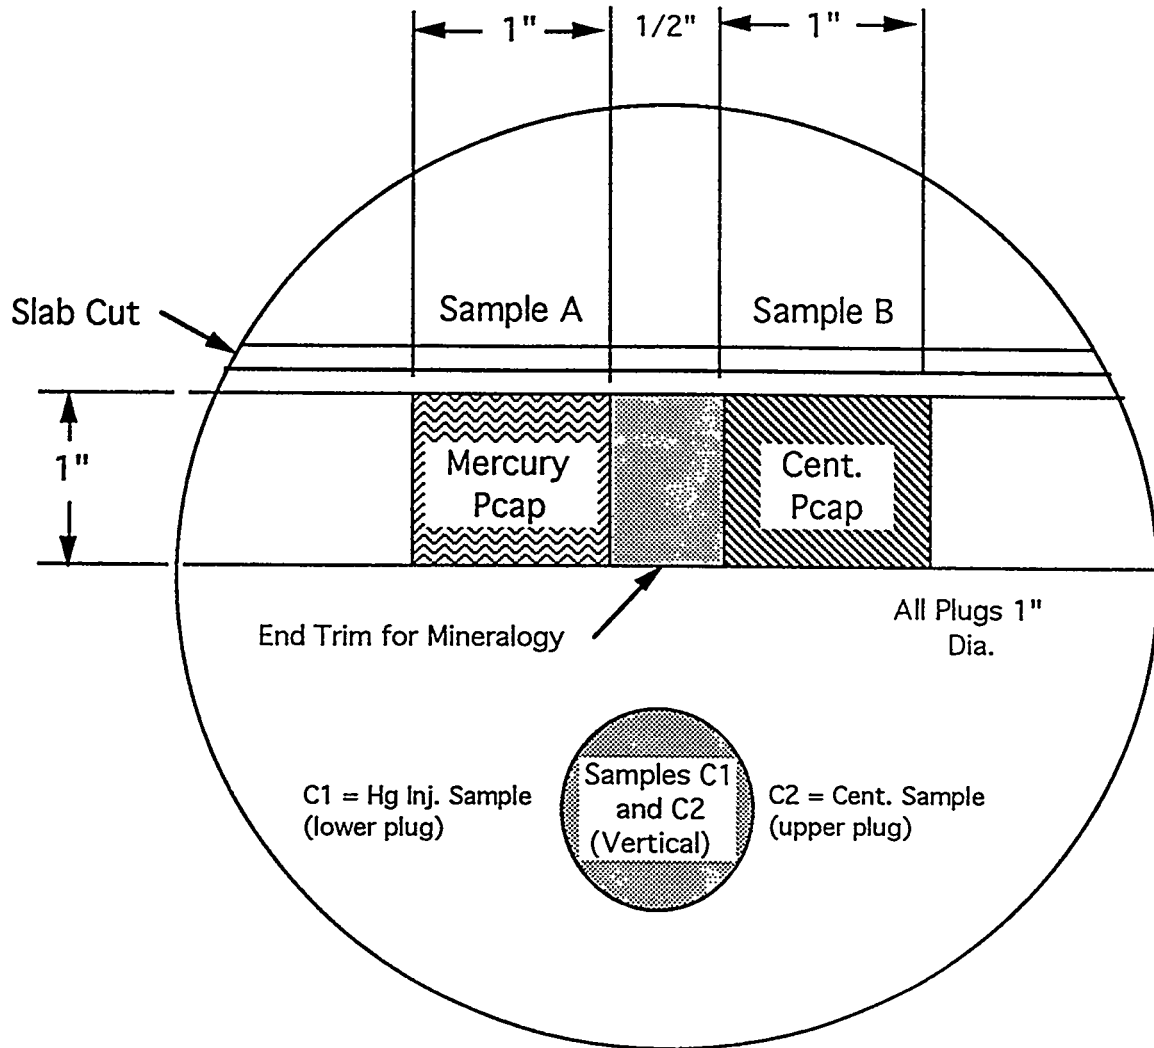 1" 1/2" 1"
Slab Cut
Sample A
Sample B
1"
Mercury
Pcap
Cent.
Pcap
End Trim for Mineralogy
All Plugs 1"
Dia.
C1 = Hg Inj. Sample
(lower plug)
Samples C1
and C2
(Vertical)
C2 = Cent. Sample
(upper plug)